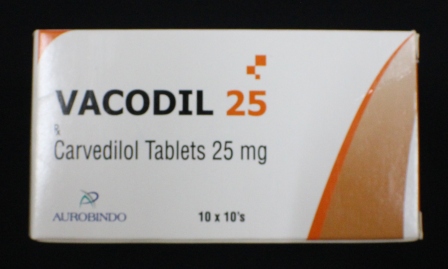 VACODIL 25
℞
Carvedilol Tablets 25 mg
AUROBINDO
10 x 10's